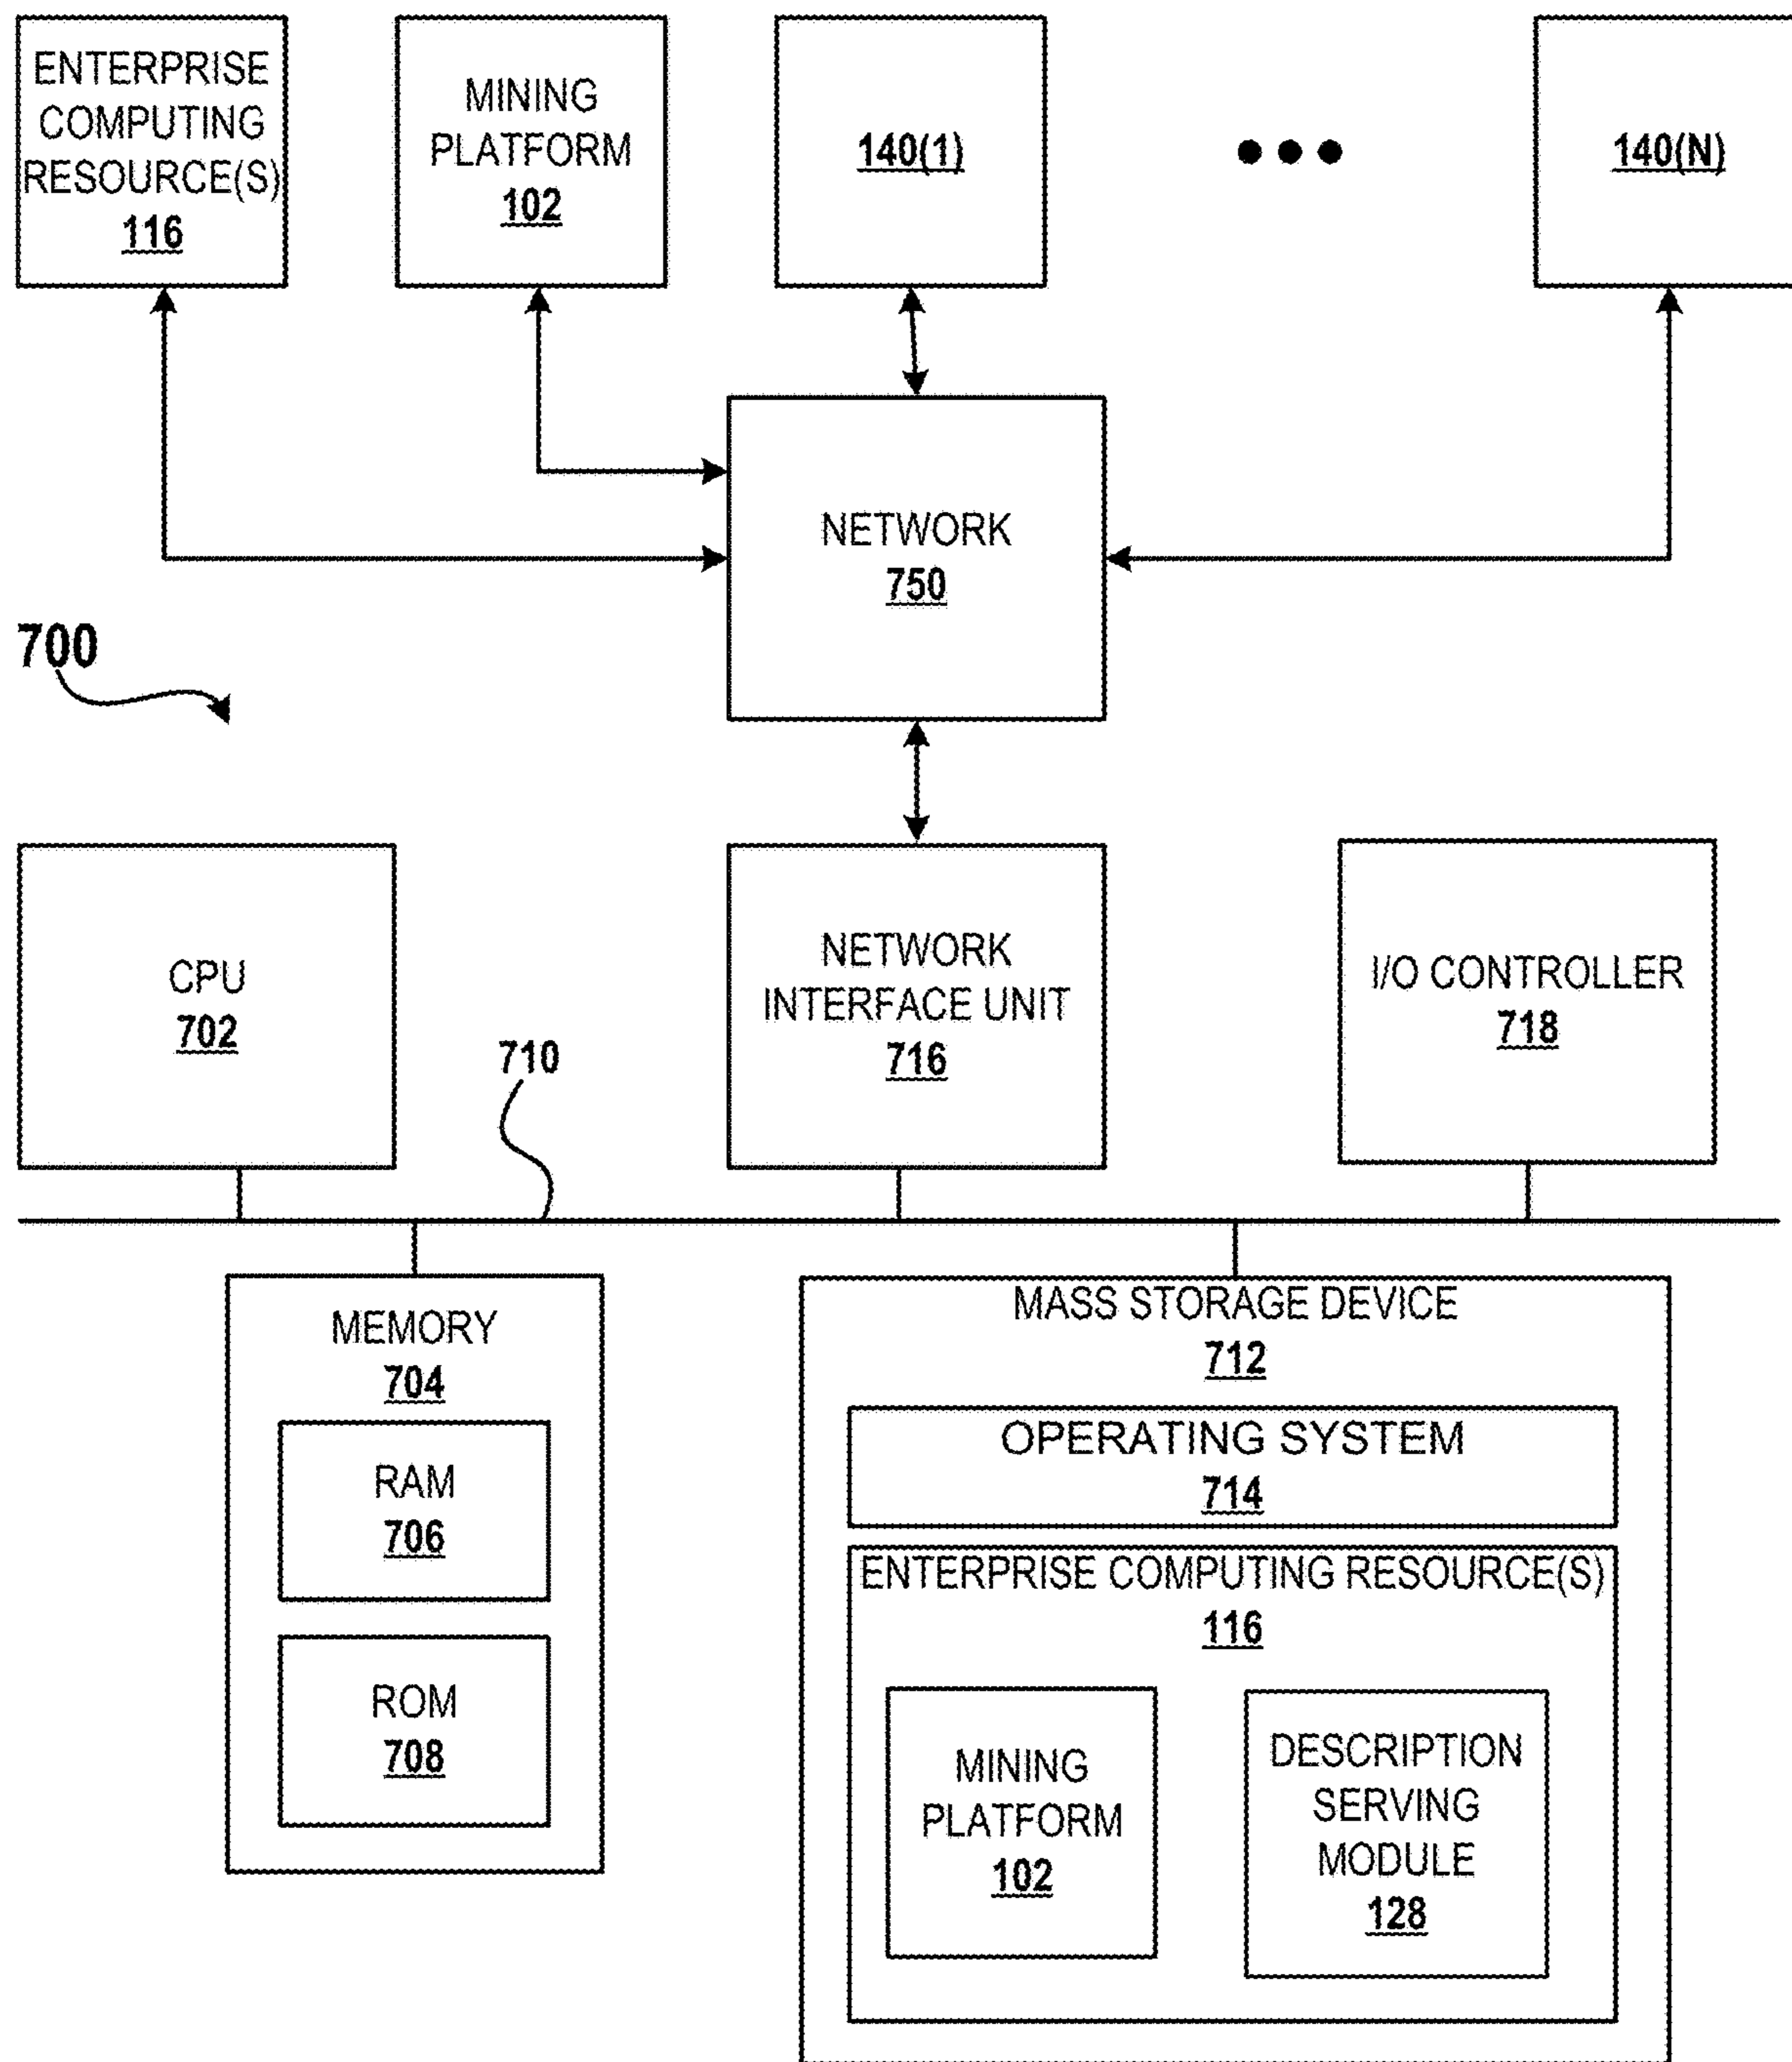 ENTERPRISE
COMPUTING
RESOURCE(S)
116
MINING
PLATFORM
102
140(1)
140(N)
NETWORK
750
700
CPU
702
NETWORK
INTERFACE UNIT
716
I/O CONTROLLER
718
710
MEMORY
704
RAM
706
ROM
708
MASS STORAGE DEVICE
712
OPERATING SYSTEM
714
ENTERPRISE COMPUTING RESOURCE(S)
116
MINING
PLATFORM
102
DESCRIPTION
SERVING
MODULE
128